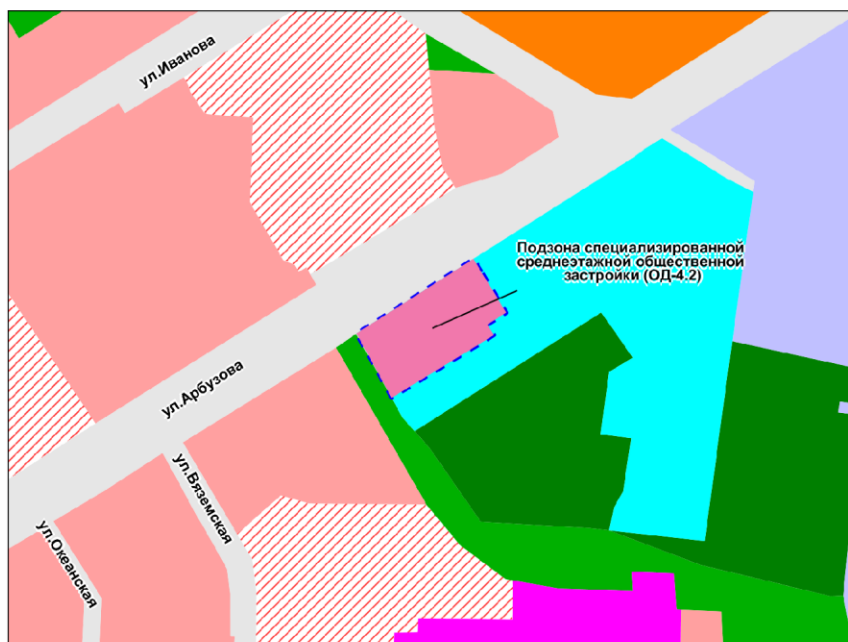 ул.Иванова
Подзона специализированной
среднеэтажной общественной
застройки (ОД-4.2)
ул.Арбузова
ул.Вяземская
ул.Океанская